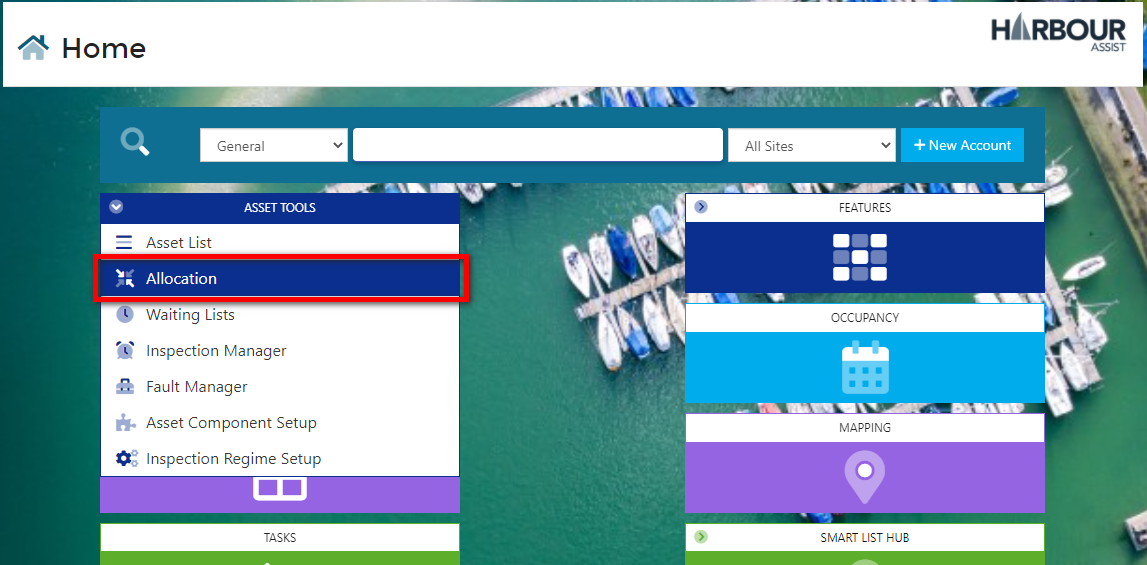 Home
HARBOUR
ASSIST
General
All Sites
+ New Account
ASSET TOOLS
Asset List
Allocation
Waiting Lists
Inspection Manager
Fault Manager
Asset Component Setup
Inspection Regime Setup
TASKS
FEATURES
OCCUPANCY
MAPPING
SMART LIST HUB